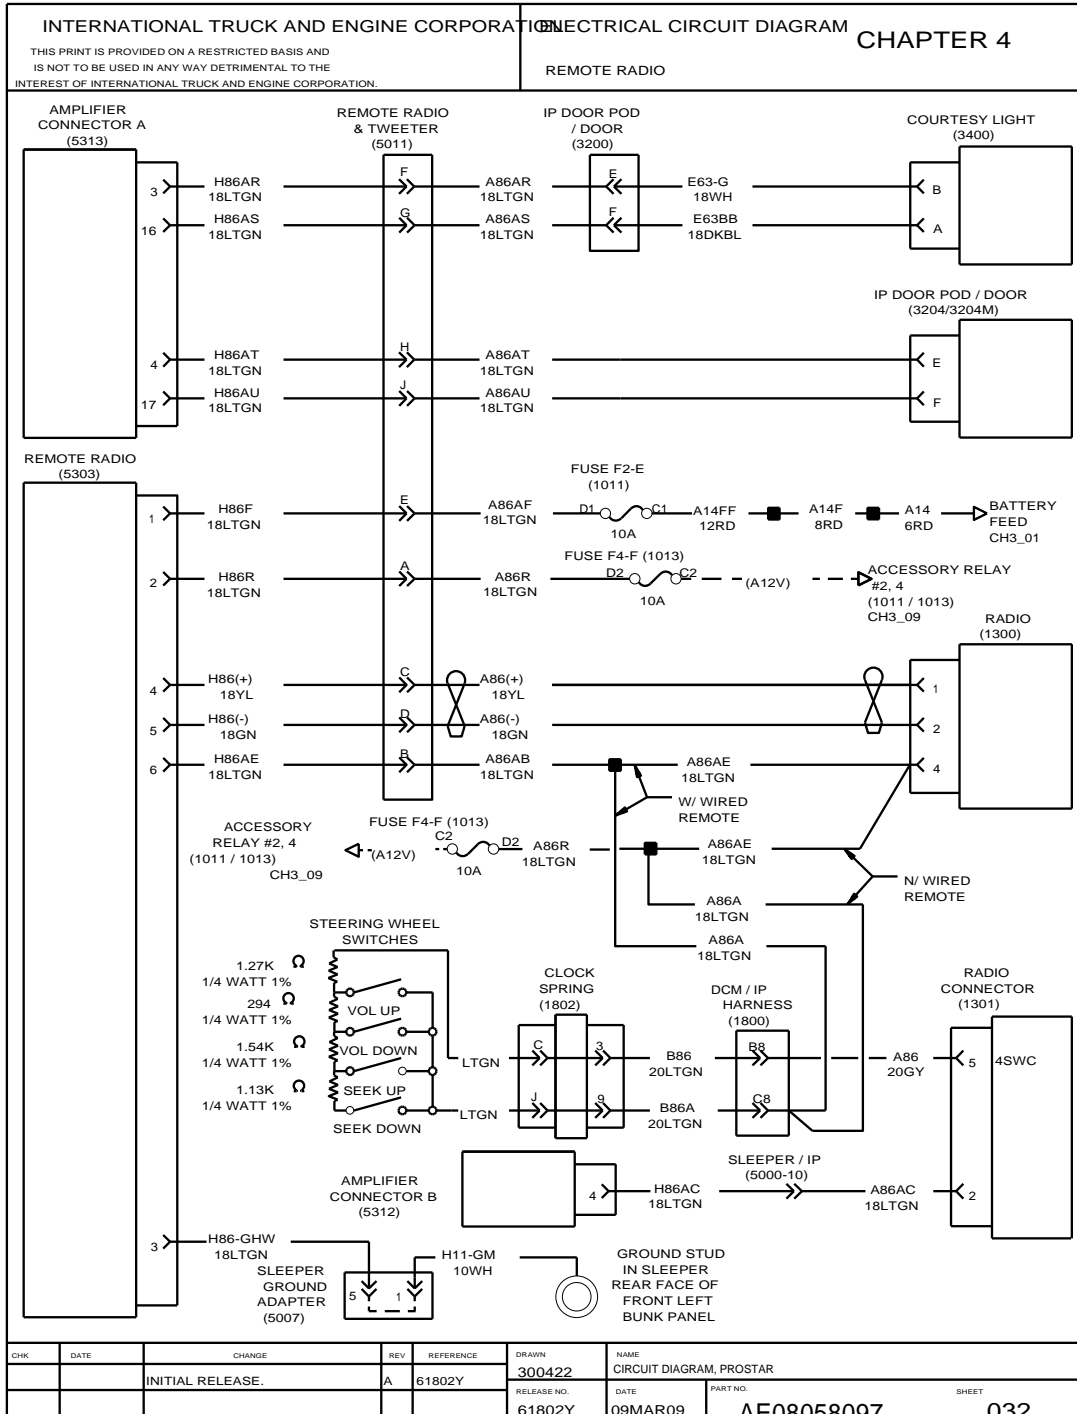 INTERNATIONAL TRUCK AND ENGINE CORPORATION
ELECTRICAL CIRCUIT DIAGRAM
CHAPTER 4
THIS PRINT IS PROVIDED ON A RESTRICTED BASIS AND
IS NOT TO BE USED IN ANY WAY DETRIMENTAL TO THE
INTEREST OF INTERNATIONAL TRUCK AND ENGINE CORPORATION.
REMOTE RADIO
AMPLIFIER
CONNECTOR A
(5313)
REMOTE RADIO
& TWEETER
(5011)
IP DOOR POD
/ DOOR
(3200)
COURTESY LIGHT
(3400)
3
H86AR
18LTGN
F
A86AR
18LTGN
E
E63-G
18WH
B
16
H86AS
18LTGN
G
A86AS
18LTGN
F
E63BB
18DKBL
A
IP DOOR POD / DOOR
(3204/3204M)
4
H86AT
18LTGN
H
A86AT
18LTGN
E
17
H86AU
18LTGN
J
A86AU
18LTGN
F
REMOTE RADIO
(5303)
FUSE F2-E
(1011)
1
H86F
18LTGN
E
A86AF
18LTGN
D1
C1
10A
A14FF
12RD
A14F
8RD
A14
6RD
BATTERY
FEED
CH3_01
FUSE F4-F (1013)
2
H86R
18LTGN
A
A86R
18LTGN
D2
C2
10A
(A12V)
ACCESSORY RELAY
#2, 4
(1011 / 1013)
CH3_09
RADIO
(1300)
4
H86(+)
18YL
C
A86(+)
18YL
1
5
H86(-)
18GN
D
A86(-)
18GN
2
6
H86AE
18LTGN
B
A86AB
18LTGN
A86AE
18LTGN
4
W/ WIRED
REMOTE
ACCESSORY
RELAY #2, 4
(1011 / 1013)
CH3_09
(A12V)
FUSE F4-F (1013)
C2
D2
10A
A86R
18LTGN
A86AE
18LTGN
N/ WIRED
REMOTE
A86A
18LTGN
A86A
18LTGN
STEERING WHEEL
SWITCHES
1.27K Ω
1/4 WATT 1%
294 Ω
1/4 WATT 1%
1.54K Ω
1/4 WATT 1%
1.13K Ω
1/4 WATT 1%
VOL UP
VOL DOWN
SEEK UP
SEEK DOWN
CLOCK
SPRING
(1802)
DCM / IP
HARNESS
(1800)
RADIO
CONNECTOR
(1301)
LTGN
C
3
B86
20LTGN
B8
A86
20GY
5
4SWC
LTGN
J
9
B86A
20LTGN
C8
AMPLIFIER
CONNECTOR B
(5312)
4
H86AC
18LTGN
SLEEPER / IP
(5000-10)
A86AC
18LTGN
2
3
H86-GHW
18LTGN
SLEEPER
GROUND
ADAPTER
(5007)
5
1
H11-GM
10WH
GROUND STUD
IN SLEEPER
REAR FACE OF
FRONT LEFT
BUNK PANEL
CHK
DATE
CHANGE
REV
REFERENCE
DRAWN
300422
NAME
CIRCUIT DIAGRAM, PROSTAR
INITIAL RELEASE.
A
61802Y
RELEASE NO.
61802Y
DATE
09MAR09
PART NO.
AE08058097
SHEET
032